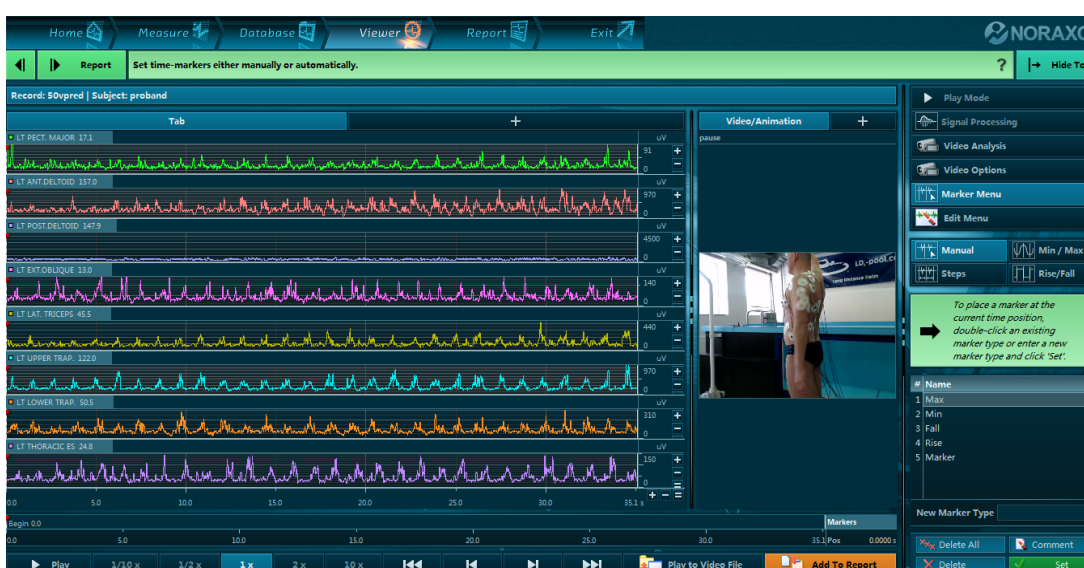 Home Measure Database Viewer Report Exit NORAXO
Report Set time-markers either manually or automatically. ? Hide To
Record: 50vpred | Subject: proband
Play Mode
Tab + Video/Animation +
Signal Processing
LT PECT. MAJOR 17.1 uV pause
Video Analysis
91 +
0 -
Video Options
LT ANT.DELTOID 157.0 uV
970 +
0 -
Marker Menu
LT POST.DELTOID 147.9 uV
4500 +
0 -
Edit Menu
Manual Min / Max
LT EXT.OBLIQUE 13.0 uV
140 +
0 -
LD,-pool.c
Steps Rise/Fall
To place a marker at the
current time position,
double-click an existing
marker type or enter a new
marker type and click 'Set'.
LT LAT. TRICEPS 45.5 uV
440 +
0 -
LT UPPER TRAP. 122.0 uV
970 +
0 -
# Name
1 Max
2 Min
3 Fall
4 Rise
5 Marker
LT LOWER TRAP. 50.5 uV
310 +
0 -
LT THORACIC ES 24.8 uV
150 +
0 -
=
0.0 5.0 10.0 15.0 20.0 25.0 30.0 35.1 s + - =
New Marker Type
Begin 0.0 Markers
0.0 5.0 10.0 15.0 20.0 25.0 30.0 35.1 Pos 0.0000 s
Delete All Comment
Play 1/10 x 1/2 x 1 x 2 x 10 x Play to Video File Add To Report
Delete Set